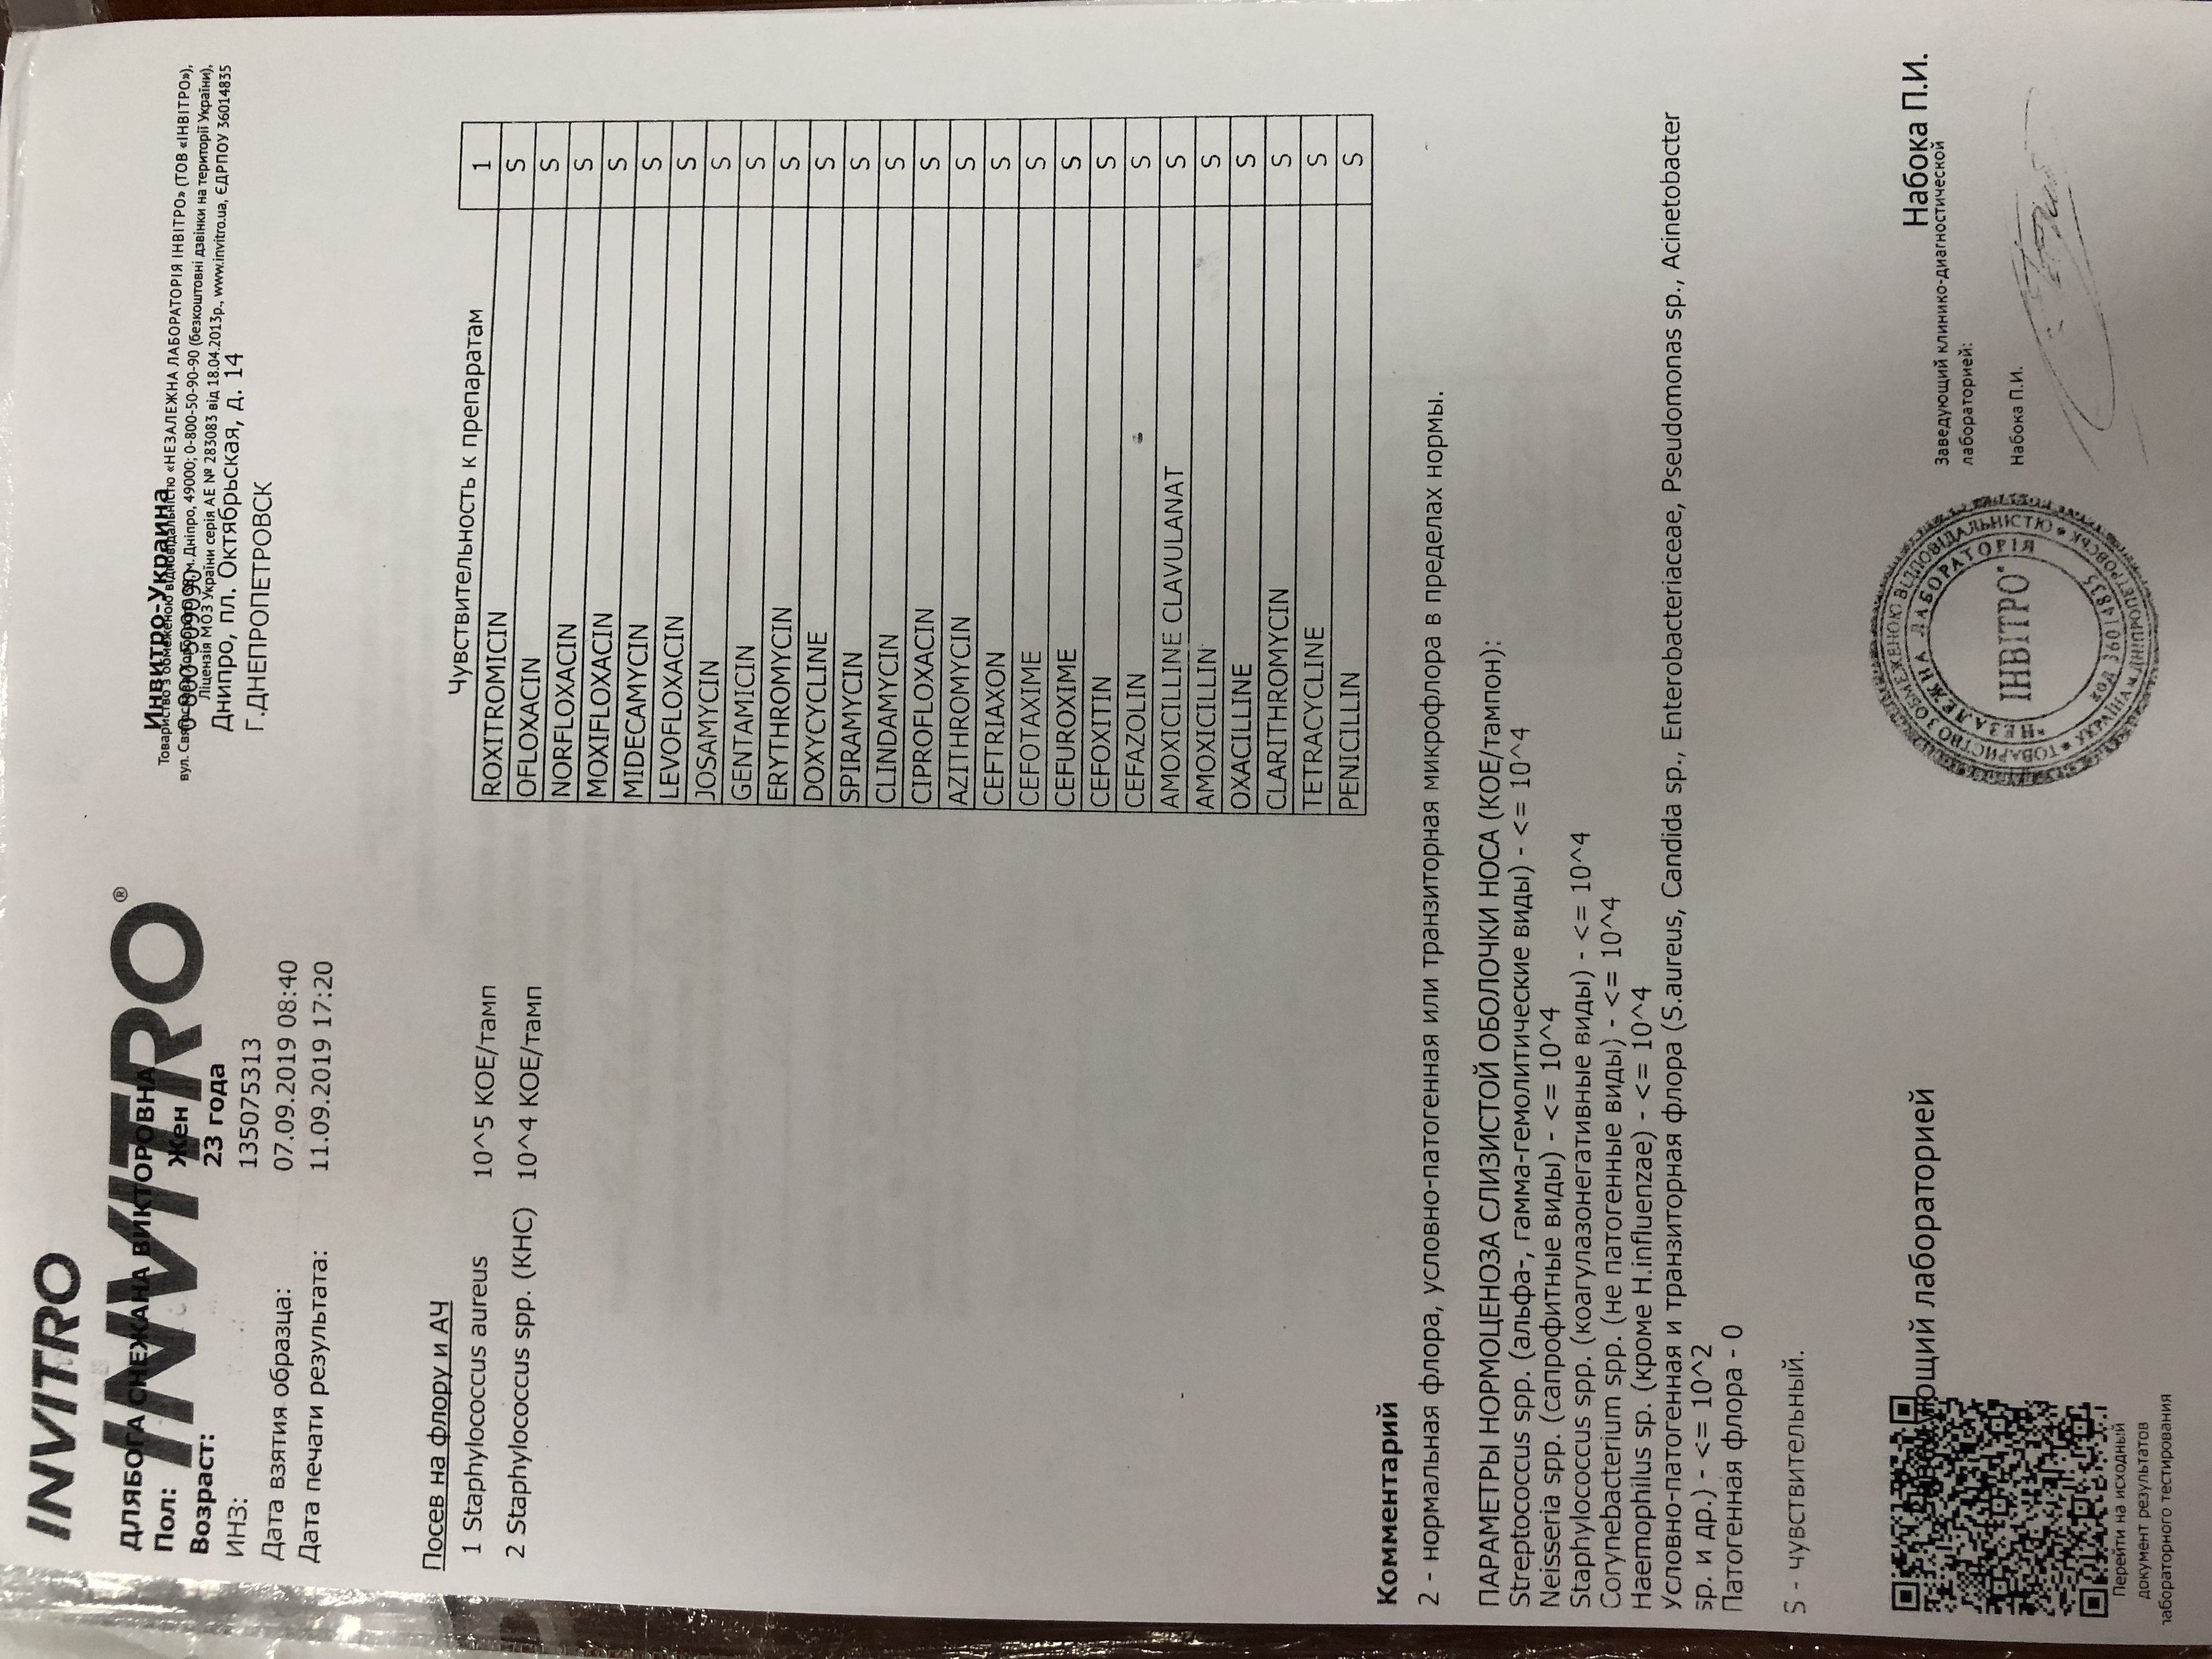 INVITRO
INVITRO®
ДЛЯБОГА СНЕЖАНА ВИКТОРОВНА
Пол: Жен
Возраст: 23 года
ИНЗ: 135075313
Дата взятия образца: 07.09.2019 08:40
Дата печати результата: 11.09.2019 17:20
Инвитро-Украина
Товариство з обмеженою відповідальністю «НЕЗАЛЕЖНА ЛАБОРАТОРІЯ ІНВІТРО» (ТОВ «ІНВІТРО»),
0-800-509090
вул. Святослава м. Дніпро, 49000; 0-800-50-90-90 (безкоштовні дзвінки на території України),
Ліцензія МОЗ України серія АЕ № 283083 від 18.04.2013р., www.invitro.ua, ЄДРПОУ 36014835
Днипро, пл. Октябрьская, д. 14
Г.ДНЕПРОПЕТРОВСК
Посев на флору и АЧ
1 Staphylococcus aureus 10^5 КОЕ/тамп
2 Staphylococcus spp. (КНС) 10^4 КОЕ/тамп
Чувствительность к препаратам 1
ROXITROMICIN S
OFLOXACIN S
NORFLOXACIN S
MOXIFLOXACIN S
MIDECAMYCIN S
LEVOFLOXACIN S
JOSAMYCIN S
GENTAMICIN S
ERYTHROMYCIN S
DOXYCYCLINE S
SPIRAMYCIN S
CLINDAMYCIN S
CIPROFLOXACIN S
AZITHROMYCIN S
CEFTRIAXON S
CEFOTAXIME S
CEFUROXIME S
CEFOXITIN S
CEFAZOLIN S
AMOXICILLINE CLAVULANAT S
AMOXICILLIN S
OXACILLINE S
CLARITHROMYCIN S
TETRACYCLINE S
PENICILLIN S
Комментарий
2 - нормальная флора, условно-патогенная или транзиторная микрофлора в пределах нормы.
ПАРАМЕТРЫ НОРМОЦЕНОЗА СЛИЗИСТОЙ ОБОЛОЧКИ НОСА (КОЕ/тампон):
Streptococcus spp. (альфа-, гамма-гемолитические виды) - <= 10^4
Neisseria spp. (сапрофитные виды) - <= 10^4
Staphylococcus spp. (коагулазонегативные виды) - <= 10^4
Corynebacterium spp. (не патогенные виды) - <= 10^4
Haemophilus sp. (кроме H.influenzae) - <= 10^4
Условно-патогенная и транзиторная флора (S.aureus, Candida sp., Enterobacteriaceae, Pseudomonas sp., Acinetobacter
sp. и др.) - <= 10^2
Патогенная флора - 0
S - чувствительный.
Заведующий лабораторией
Набока П.И.
Заведующий клинико-диагностической
лабораторией:
Набока П.И.
ТОВАРИСТВО З ОБМЕЖЕНОЮ ВІДПОВІДАЛЬНІСТЮ
УКРАЇНА м ДНІПРОПЕТРОВСЬК
"НЕЗАЛЕЖНА ЛАБОРАТОРІЯ
ІНВІТРО"
КОД 36014835
Перейти на исходный
документ результатов
лабораторного тестирования